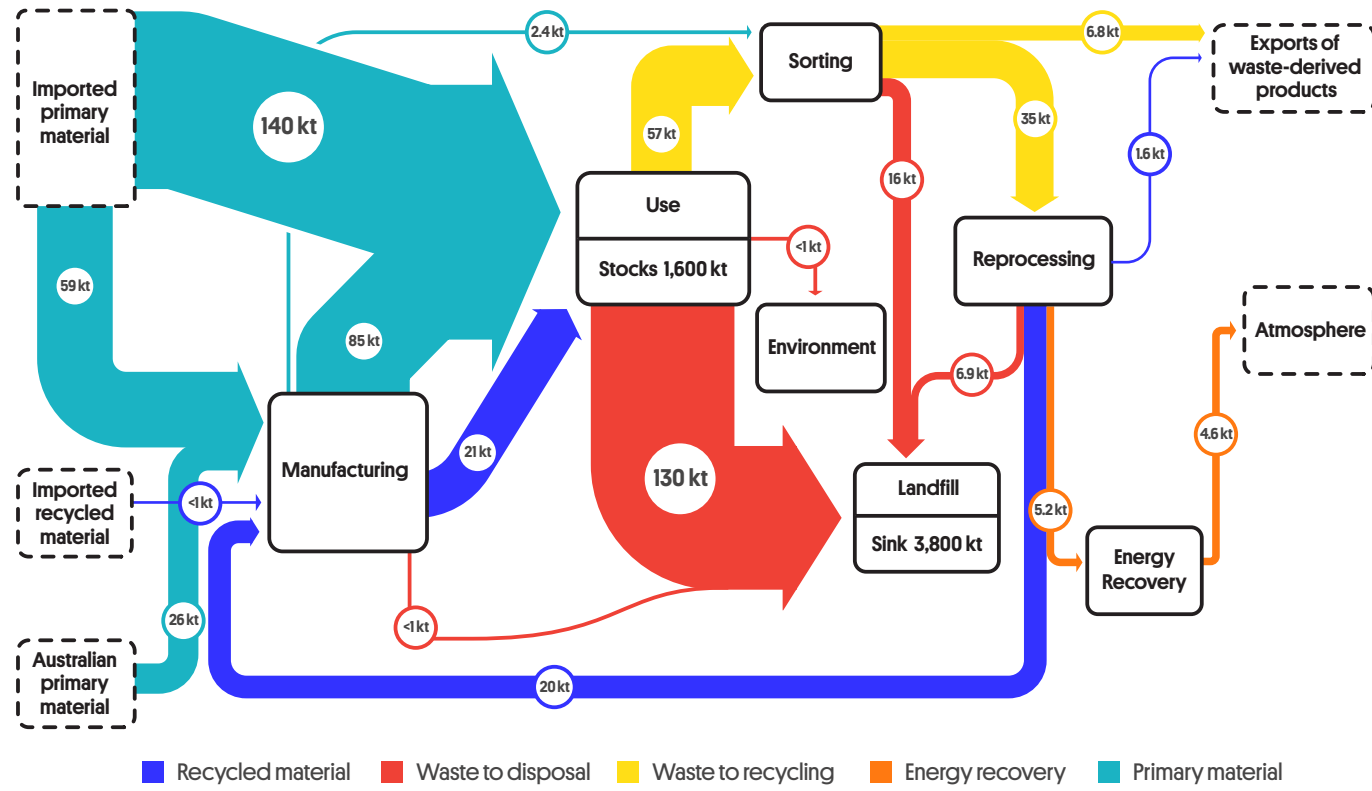 Imported
primary
material
140 kt
2.4 kt
Sorting
6.8 kt
Exports of
waste-derived
products
57 kt
35 kt
1.6 kt
16 kt
Use
Stocks 1,600 kt
<1 kt
Reprocessing
59 kt
85 kt
Environment
6.9 kt
Atmosphere
4.6 kt
Manufacturing
21 kt
130 kt
Landfill
Sink 3,800 kt
5.2 kt
Energy
Recovery
Imported
recycled
material
<1 kt
26 kt
<1 kt
Australian
primary
material
20 kt
Recycled material
Waste to disposal
Waste to recycling
Energy recovery
Primary material